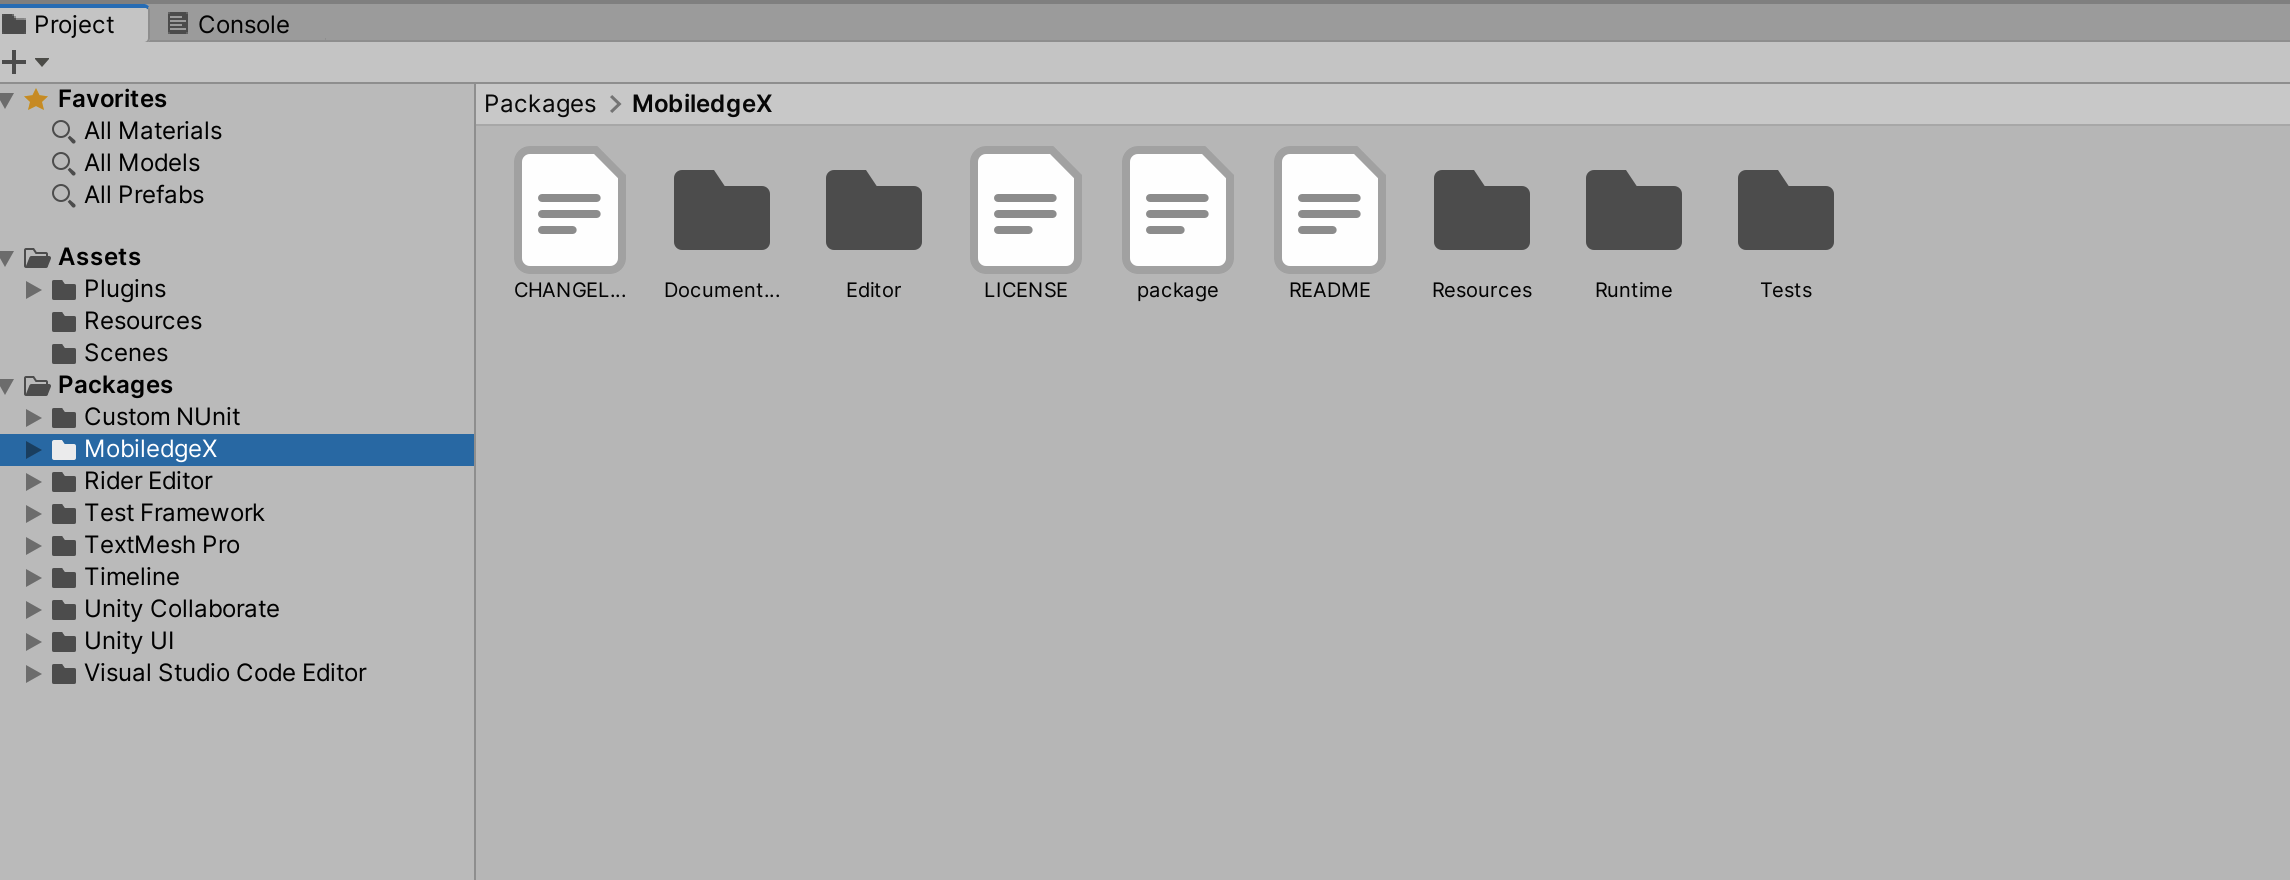 Project
Console
Favorites
All Materials
All Models
All Prefabs
Assets
Plugins
Resources
Scenes
Packages
Custom NUnit
MobiledgeX
Rider Editor
Test Framework
TextMesh Pro
Timeline
Unity Collaborate
Unity UI
Visual Studio Code Editor
Packages > MobiledgeX
CHANGEL...
Document...
Editor
LICENSE
package
README
Resources
Runtime
Tests